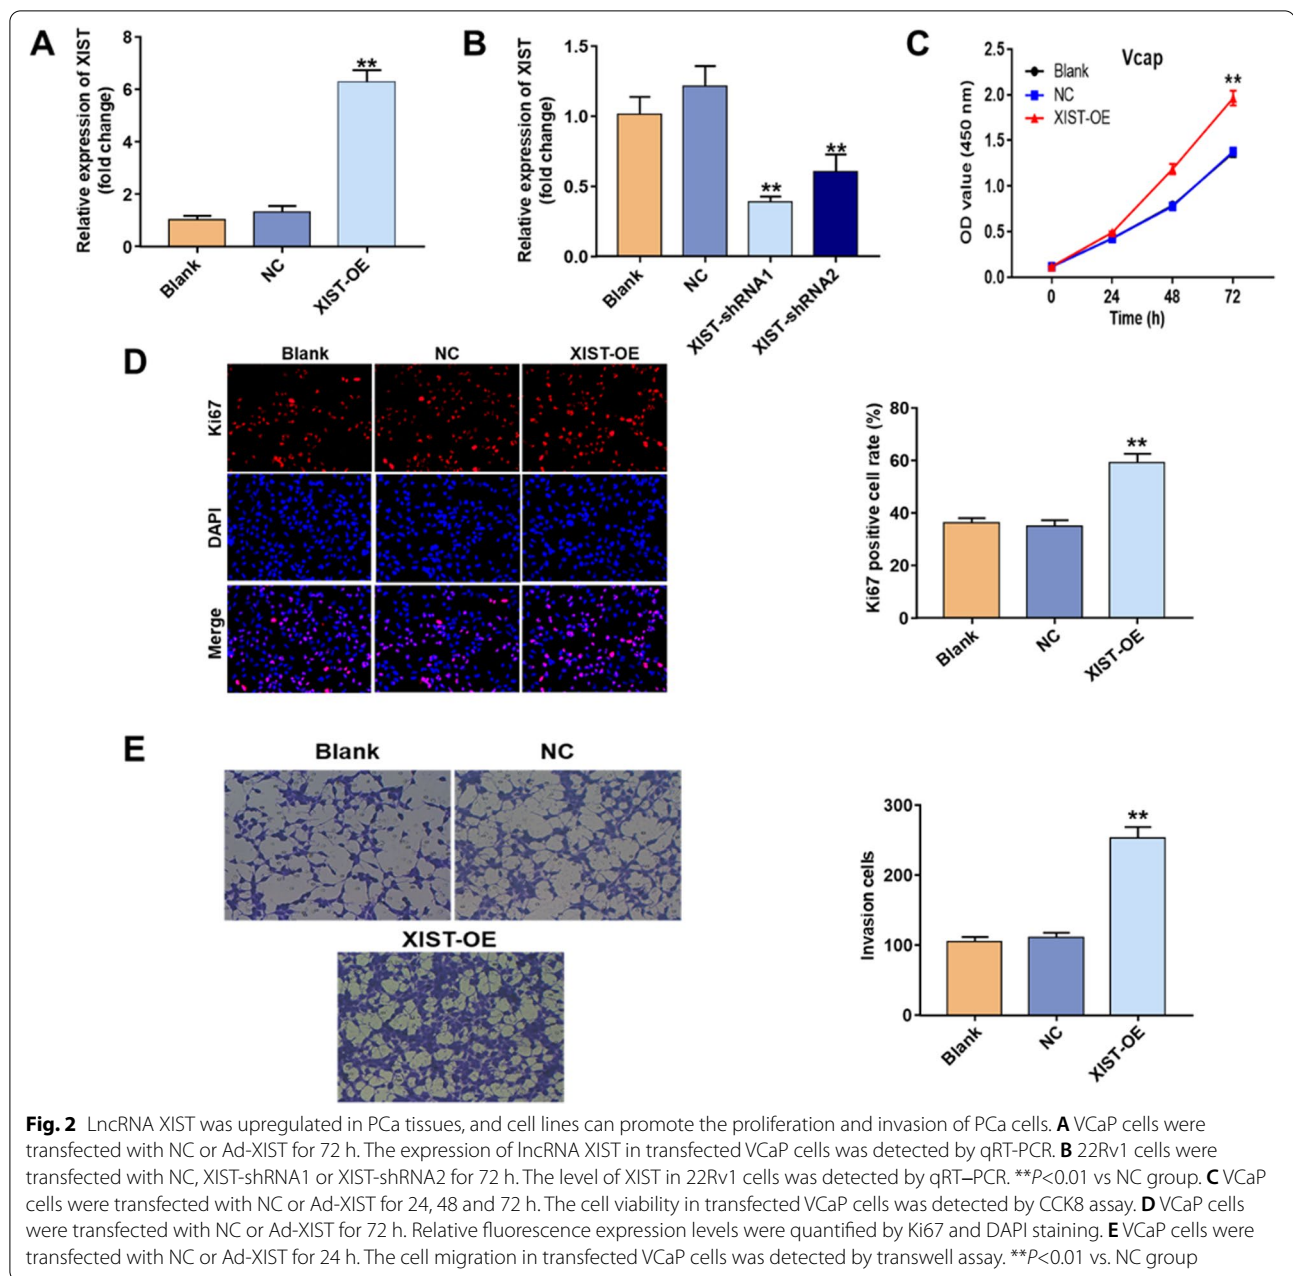 A
Relative expression of XIST
(fold change)
8
6
4
2
0
**
Blank
NC
XIST-OE
B
Relative expression of XIST
(fold change)
1.5
1.0
0.5
0.0
**
**
Blank
NC
XIST-shRNA1
XIST-shRNA2
C
Vcap
OD value (450 nm)
2.5
2.0
1.5
1.0
0.5
0.0
Blank
NC
XIST-OE
**
0 24 48 72
Time (h)
D
Blank NC XIST-OE
Ki67
DAPI
Merge
Ki67 positive cell rate (%)
80
60
40
20
0
**
Blank
NC
XIST-OE
E
Blank NC
XIST-OE
Invasion cells
300
200
100
0
**
Blank
NC
XIST-OE
Fig. 2 LncRNA XIST was upregulated in PCa tissues, and cell lines can promote the proliferation and invasion of PCa cells. A VCaP cells were
transfected with NC or Ad-XIST for 72 h. The expression of lncRNA XIST in transfected VCaP cells was detected by qRT-PCR. B 22Rv1 cells were
transfected with NC, XIST-shRNA1 or XIST-shRNA2 for 72 h. The level of XIST in 22Rv1 cells was detected by qRT–PCR. **P<0.01 vs NC group. C VCaP
cells were transfected with NC or Ad-XIST for 24, 48 and 72 h. The cell viability in transfected VCaP cells was detected by CCK8 assay. D VCaP cells
were transfected with NC or Ad-XIST for 72 h. Relative fluorescence expression levels were quantified by Ki67 and DAPI staining. E VCaP cells were
transfected with NC or Ad-XIST for 24 h. The cell migration in transfected VCaP cells was detected by transwell assay. **P<0.01 vs. NC group